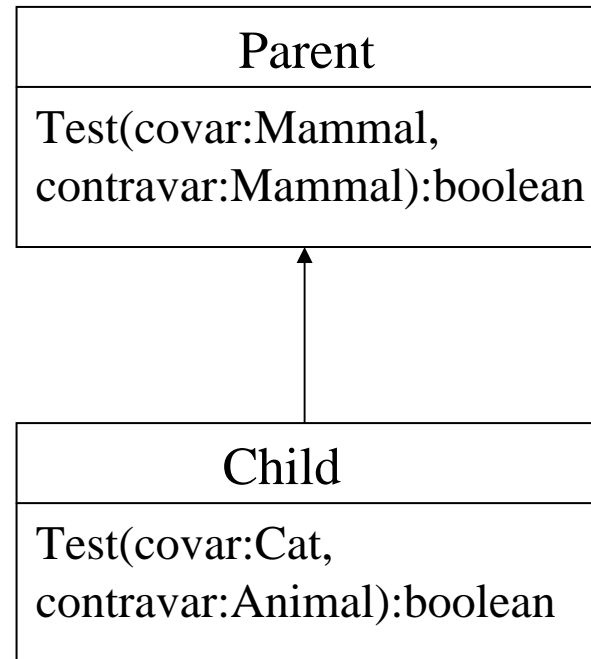 Parent
Test(covar:Mammal,
contravar:Mammal):boolean
Child
Test(covar:Cat,
contravar:Animal):boolean